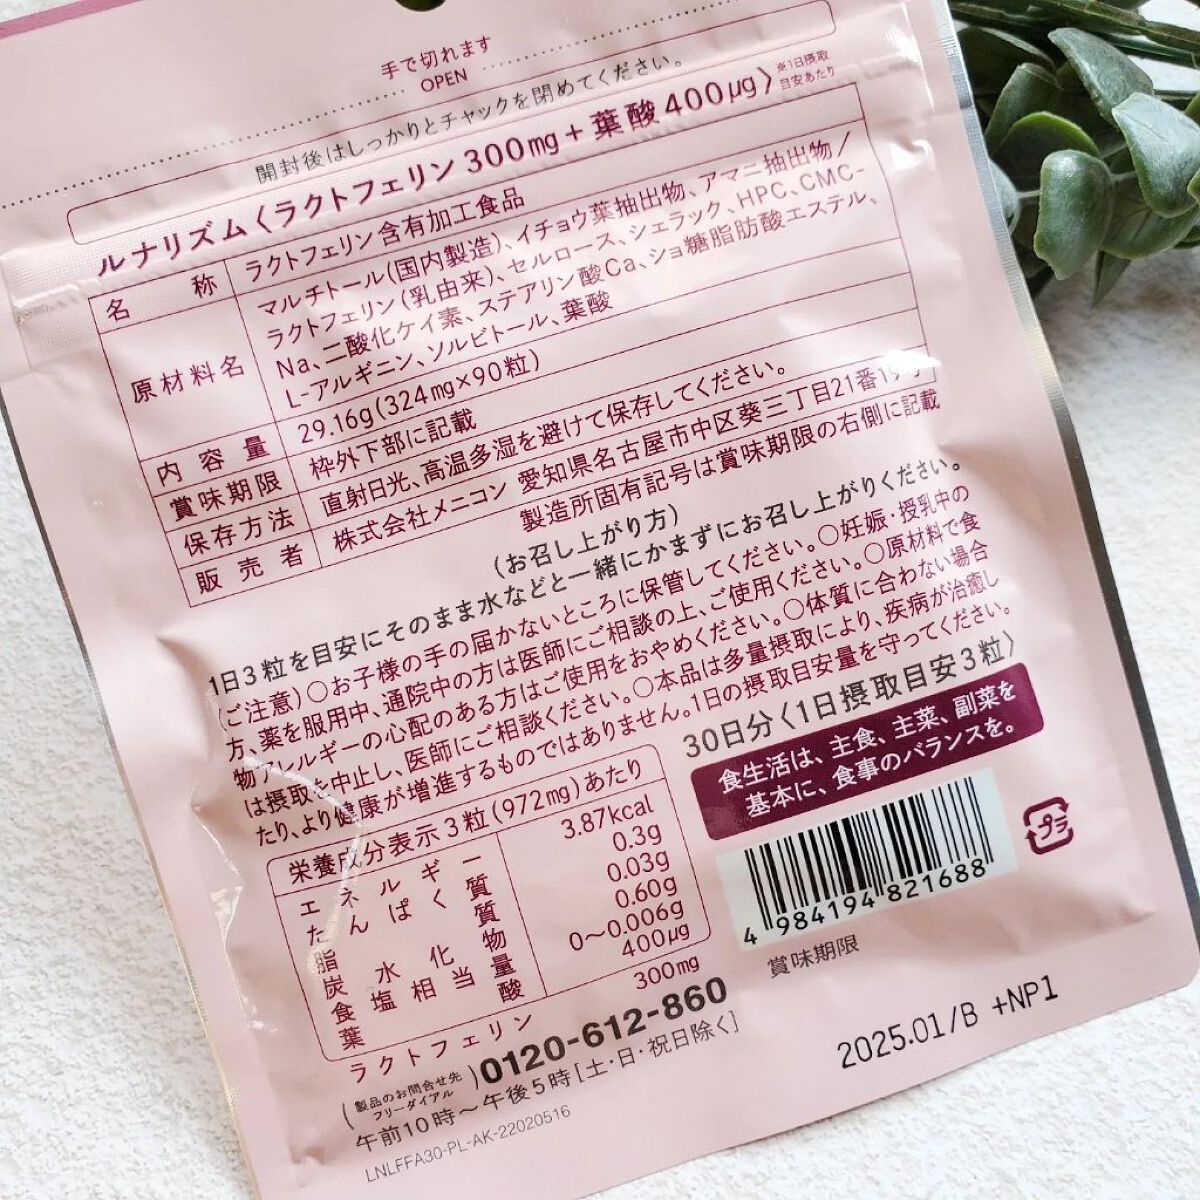 手で切れます
OPEN
開封後はしっかりとチャックを閉めてください。
ルナリズム〈ラクトフェリン300mg+葉酸400μg〉
※1日摂取
目安あたり
名称 ラクトフェリン含有加工食品
原材料名 マルチトール(国内製造)、イチョウ葉抽出物、アマニ抽出物/
ラクトフェリン(乳由来)、セルロース、シェラック、HPC、CMC-
Na、二酸化ケイ素、ステアリン酸Ca、ショ糖脂肪酸エステル、
L-アルギニン、ソルビトール、葉酸
内容量 29.16g(324mg×90粒)
賞味期限 枠外下部に記載
保存方法 直射日光、高温多湿を避けて保存してください。
販売者 株式会社メニコン 愛知県名古屋市中区葵三丁目21番19号
製造所固有記号は賞味期限の右側に記載
(お召し上がり方)
1日3粒を目安にそのまま水などと一緒にかまずにお召し上がりください。
(ご注意)○お子様の手の届かないところに保管してください。○妊娠・授乳中の
方、薬を服用中、通院中の方は医師にご相談の上、ご使用ください。○原材料で食
物アレルギーの心配のある方はご使用をおやめください。○体質に合わない場合
は摂取を中止し、医師にご相談ください。○本品は多量摂取により、疾病が治癒し
たり、より健康が増進するものではありません。1日の摂取目安量を守ってください。
30日分〈1日摂取目安3粒〉
食生活は、主食、主菜、副菜を
基本に、食事のバランスを。
栄養成分表示3粒(972mg)あたり
エネルギー 3.87kcal
たんぱく質 0.3g
脂質 0.03g
炭水化物 0.60g
食塩相当量 0〜0.006g
葉酸 400μg
ラクトフェリン 300mg
プラ
4 984194 821688
賞味期限
2025.01/B +NP1
(製品のお問合せ先
フリーダイアル)0120-612-860
午前10時〜午後5時[土・日・祝日除く]
LNLFFA30-PL-AK-22020516